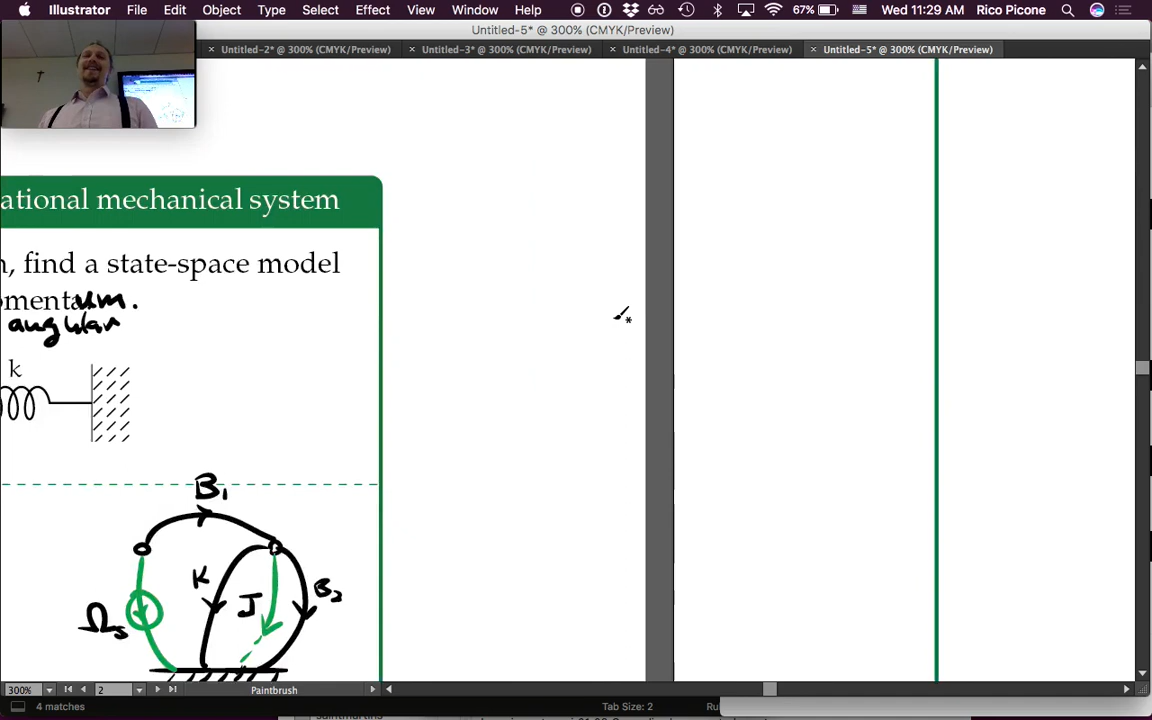 Illustrator File Edit Object Type Select Effect View Window Help 67% Wed 11:29 AM Rico Picone
Untitled-5* @ 300% (CMYK/Preview)
Untitled-2* @ 300% (CMYK/Preview) Untitled-3* @ 300% (CMYK/Preview) Untitled-4* @ 300% (CMYK/Preview) Untitled-5* @ 300% (CMYK/Preview)
ational mechanical system
, find a state-space model
omentum.
angular
k
B1
K
J
B2
Ωs
300% 2 Paintbrush
4 matches Tab Size: 2